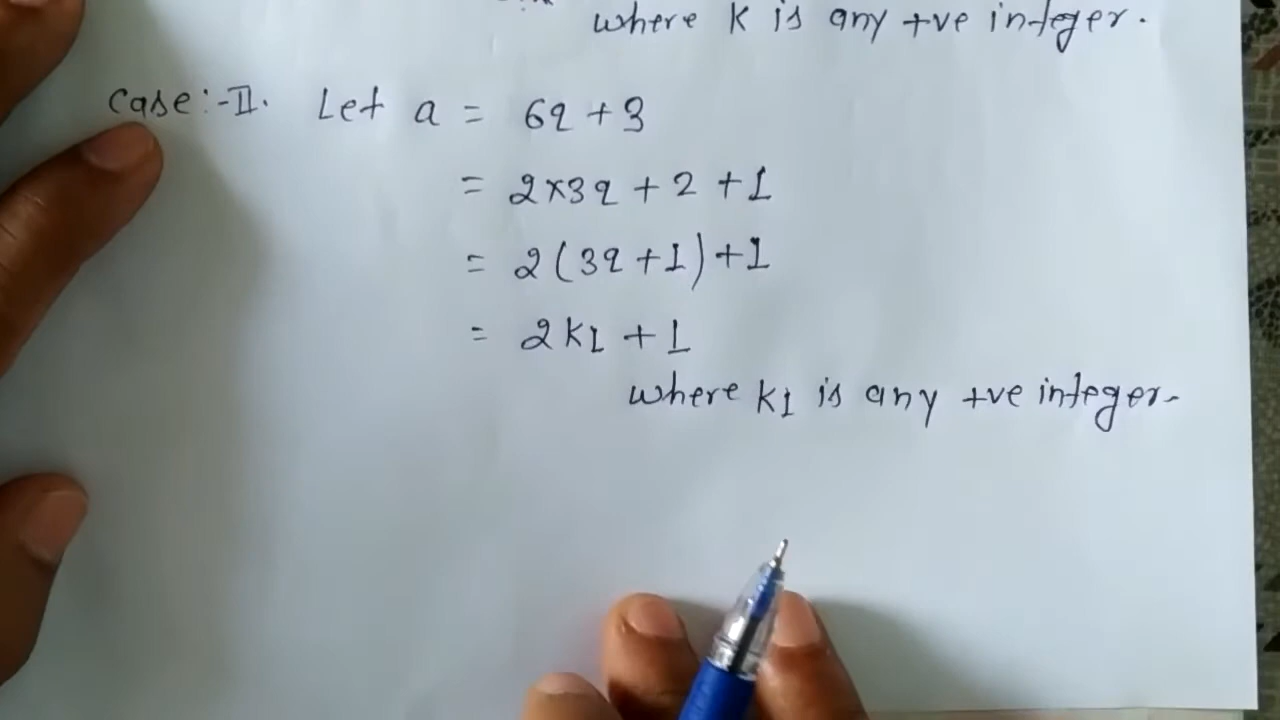 where K is any +ve integer.
Case:-II. Let a = 6q + 3
= 2×3q + 2 + 1
= 2(3q + 1) + 1
= 2K1 + 1
where K1 is any +ve integer.